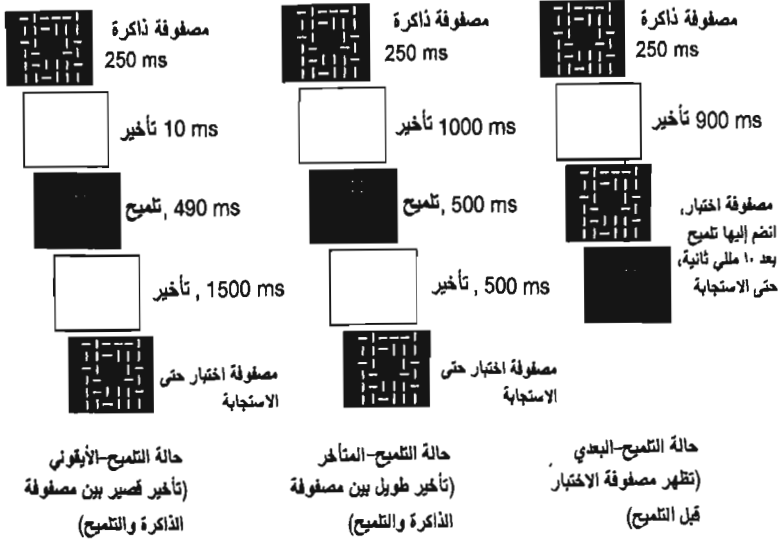 مصفوفة ذاكرة
250 ms
900 ms تأخير
مصفوفة اختبار,
انضم إليها تلميح
بعد ١٠ مللي ثانية,
حتى الاستجابة
حالة التلميح-البعدي
(تظهر مصفوفة الاختبار
قبل التلميح)
مصفوفة ذاكرة
250 ms
1000 ms تأخير
500 ms ,تلميح
500 ms , تأخير
مصفوفة اختبار حتى
الاستجابة
حالة التلميح-المتأخر
(تأخير طويل بين مصفوفة
الذاكرة والتلميح)
مصفوفة ذاكرة
250 ms
10 ms تأخير
490 ms ,تلميح
1500 ms , تأخير
مصفوفة اختبار حتى
الاستجابة
حالة التلميح-الأيقوني
(تأخير قصير بين مصفوفة
الذاكرة والتلميح)